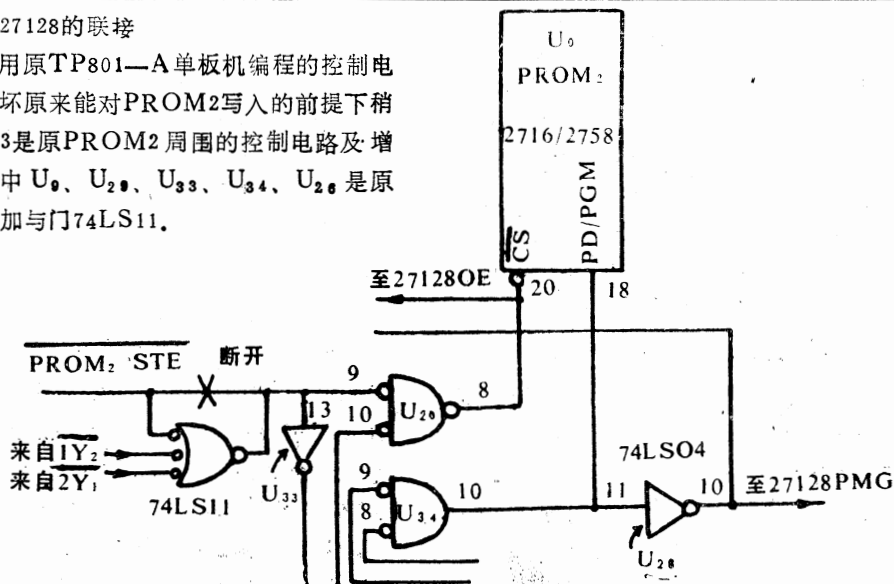 27128的联接
用原TP801—A单板机编程的控制电
坏原来能对PROM2写入的前提下稍
3是原PROM2周围的控制电路及增
中U₉、U₂₉、U₃₃、U₃₄、U₂₆是原
加与门74LS11.
U₉
PROM₂
2716/2758
CS
PD/PGM
至27128OE
20
18
PROM₂ STE
断开
9
8
13
10
U₂₉
来自1Y₂
来自2Y₁
74LS11
U₃₃
9
8
U₃₄
10
74LS04
11
10
至27128PMG
U₂₆